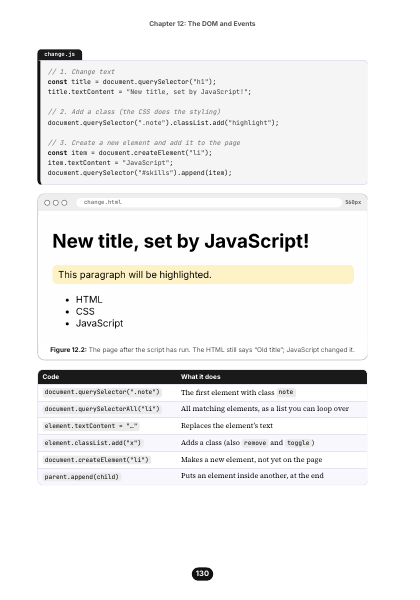 Chapter 12: The DOM and Events
change.js
// 1. Change text
const title = document.querySelector("h1");
title.textContent = "New title, set by JavaScript!";
// 2. Add a class (the CSS does the styling)
document.querySelector(".note").classList.add("highlight");
// 3. Create a new element and add it to the page
const item = document.createElement("li");
item.textContent = "JavaScript";
document.querySelector("#skills").append(item);
change.html 560px
New title, set by JavaScript!
This paragraph will be highlighted.
• HTML
• CSS
• JavaScript
Figure 12.2: The page after the script has run. The HTML still says “Old title”; JavaScript changed it.
Code What it does
document.querySelector(".note") The first element with class note
document.querySelectorAll("li") All matching elements, as a list you can loop over
element.textContent = "…" Replaces the element’s text
element.classList.add("x") Adds a class (also remove and toggle)
document.createElement("li") Makes a new element, not yet on the page
parent.append(child) Puts an element inside another, at the end
130